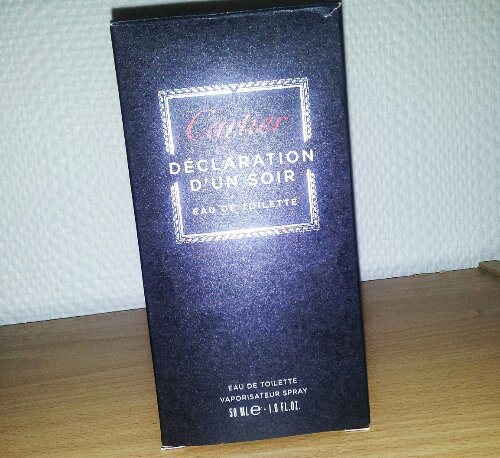 Cartier
DÉCLARATION
D'UN SOIR
EAU DE TOILETTE
EAU DE TOILETTE
VAPORISATEUR SPRAY
50 ML e - 1.6 FL.OZ.